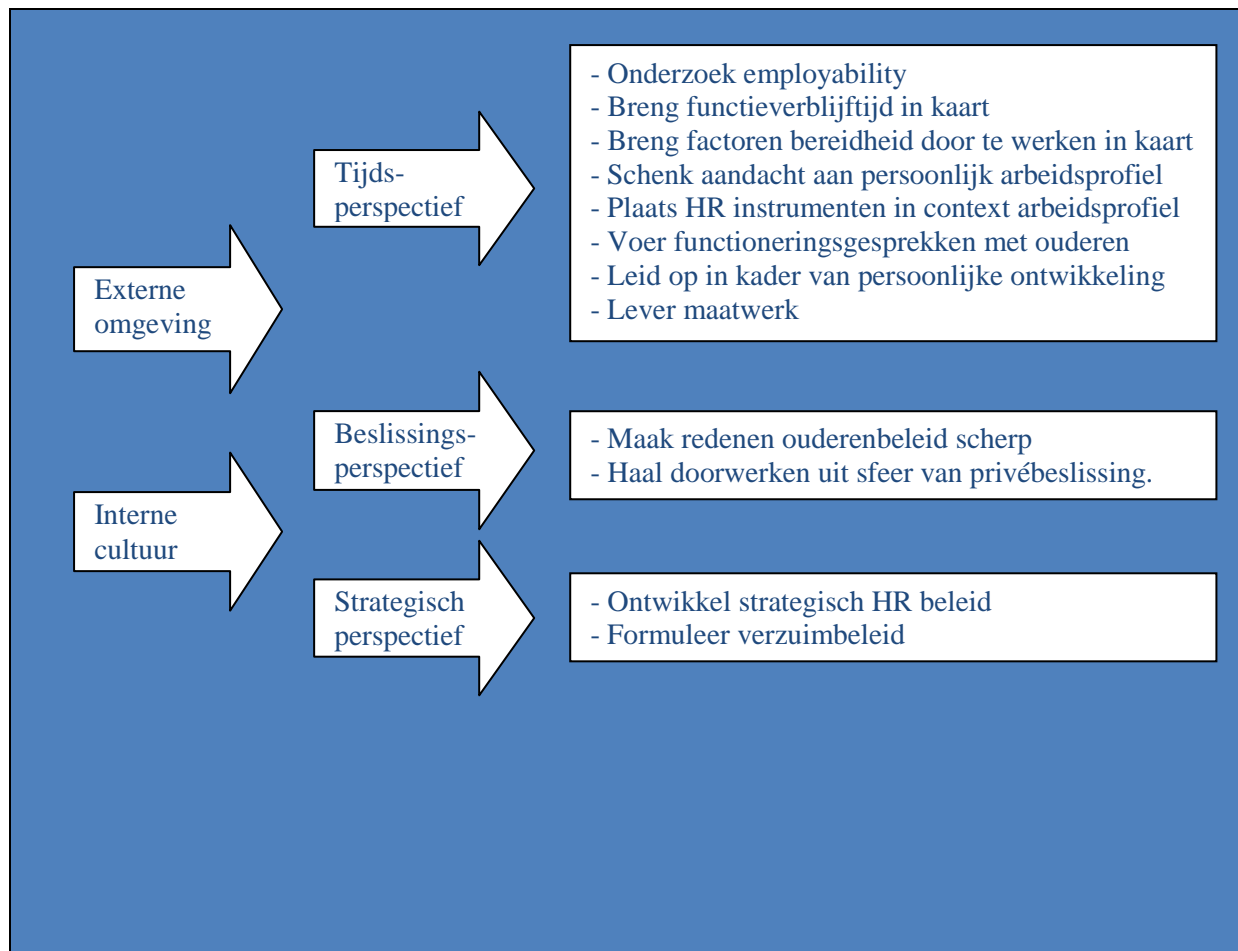 Externe
omgeving
Interne
cultuur
Tijds-
perspectief
- Onderzoek employability
- Breng functieverblijftijd in kaart
- Breng factoren bereidheid door te werken in kaart
- Schenk aandacht aan persoonlijk arbeidsprofiel
- Plaats HR instrumenten in context arbeidsprofiel
- Voer functioneringsgesprekken met ouderen
- Leid op in kader van persoonlijke ontwikkeling
- Lever maatwerk
Beslissings-
perspectief
- Maak redenen ouderenbeleid scherp
- Haal doorwerken uit sfeer van privébeslissing.
Strategisch
perspectief
- Ontwikkel strategisch HR beleid
- Formuleer verzuimbeleid